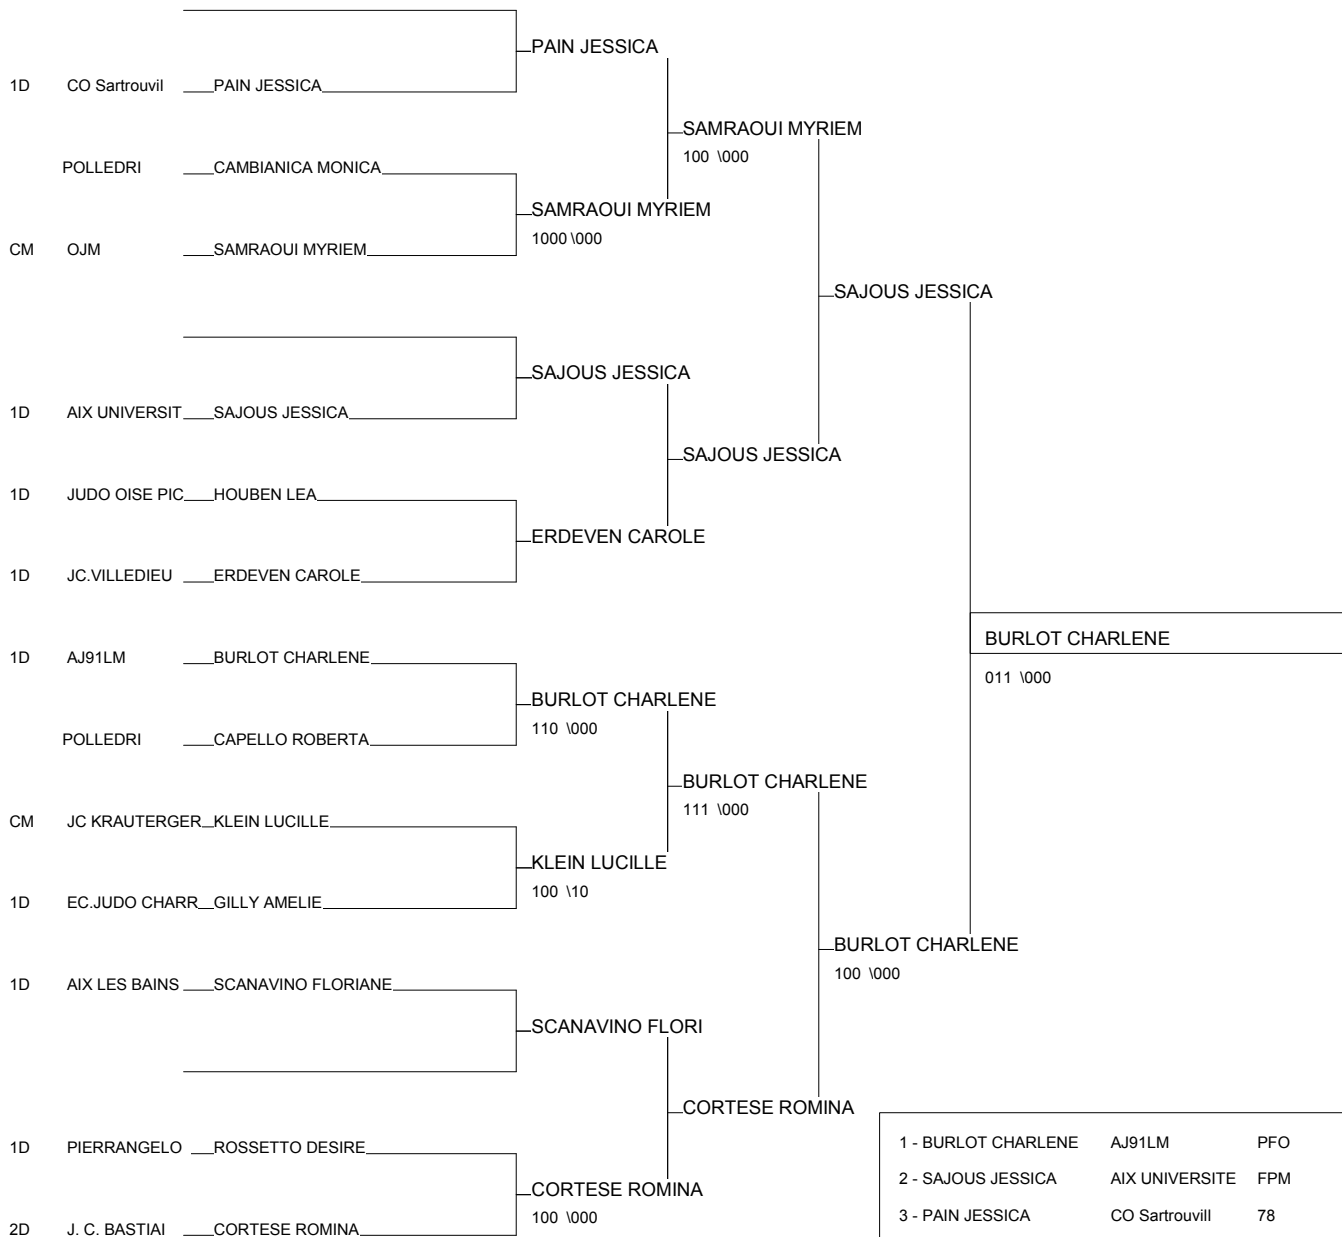 PAIN JESSICA
1D CO Sartrouvil PAIN JESSICA
SAMRAOUI MYRIEM
100 \000
POLLEDRI CAMBIANICA MONICA
SAMRAOUI MYRIEM
1000 \000
CM OJM SAMRAOUI MYRIEM
SAJOUS JESSICA
SAJOUS JESSICA
1D AIX UNIVERSIT SAJOUS JESSICA
SAJOUS JESSICA
1D JUDO OISE PIC HOUBEN LEA
ERDEVEN CAROLE
1D JC.VILLEDIEU ERDEVEN CAROLE
BURLOT CHARLENE
011 \000
1D AJ91LM BURLOT CHARLENE
BURLOT CHARLENE
110 \000
POLLEDRI CAPELLO ROBERTA
BURLOT CHARLENE
111 \000
CM JC KRAUTERGER KLEIN LUCILLE
KLEIN LUCILLE
100 \10
1D EC.JUDO CHARR GILLY AMELIE
BURLOT CHARLENE
100 \000
1D AIX LES BAINS SCANAVINO FLORIANE
SCANAVINO FLORI
CORTESE ROMINA
1D PIERRANGELO ROSSETTO DESIRE
CORTESE ROMINA
100 \000
2D J. C. BASTIAI CORTESE ROMINA
1 - BURLOT CHARLENE AJ91LM PFO
2 - SAJOUS JESSICA AIX UNIVERSITE FPM
3 - PAIN JESSICA CO Sartrouvill 78